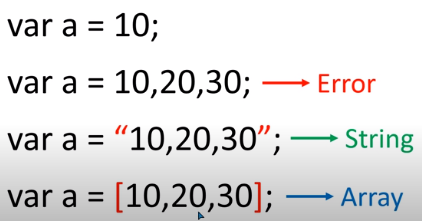 var a = 10;
var a = 10,20,30; → Error
var a = “10,20,30”; → String
var a = [10,20,30]; → Array